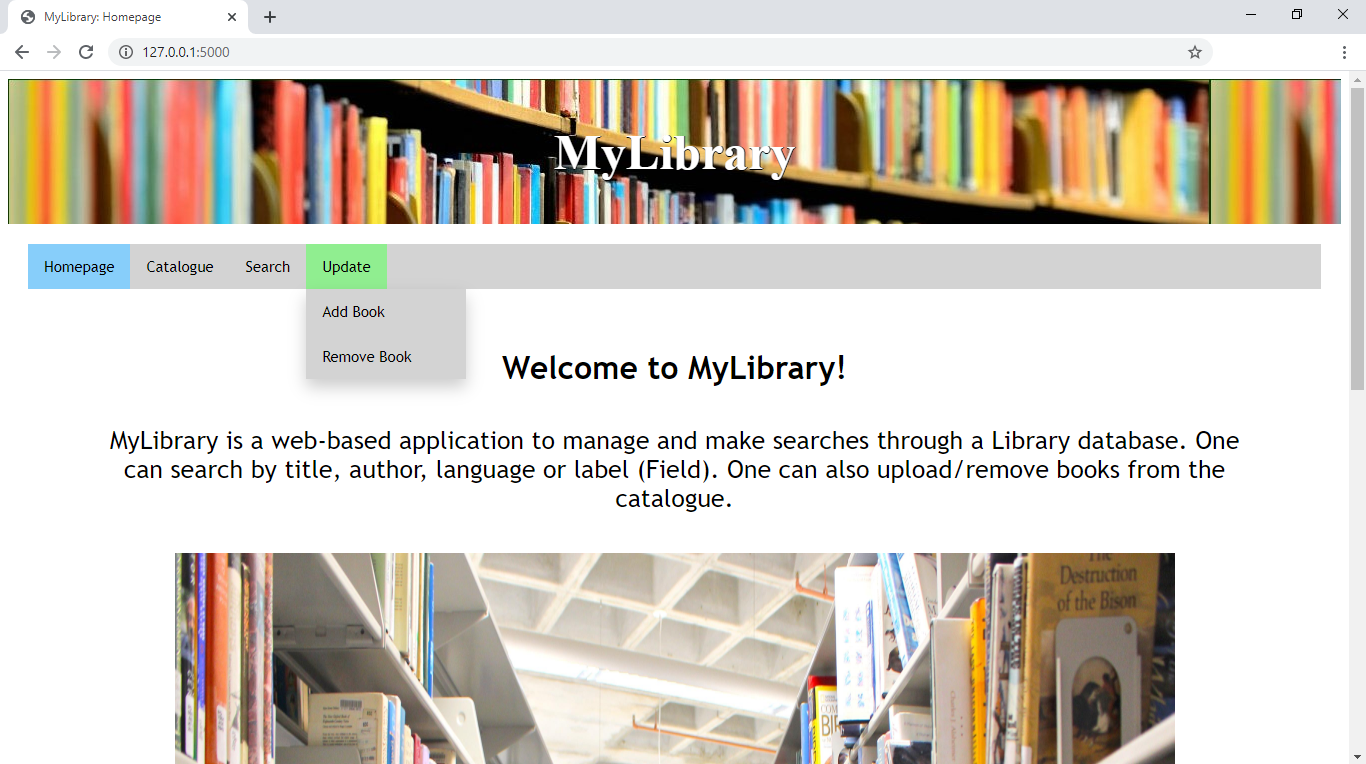 MyLibrary: Homepage
127.0.0.1:5000
MyLibrary
Homepage Catalogue Search Update
Add Book
Remove Book
Welcome to MyLibrary!
MyLibrary is a web-based application to manage and make searches through a Library database. One
can search by title, author, language or label (Field). One can also upload/remove books from the
catalogue.
The
Destruction
of the Bison